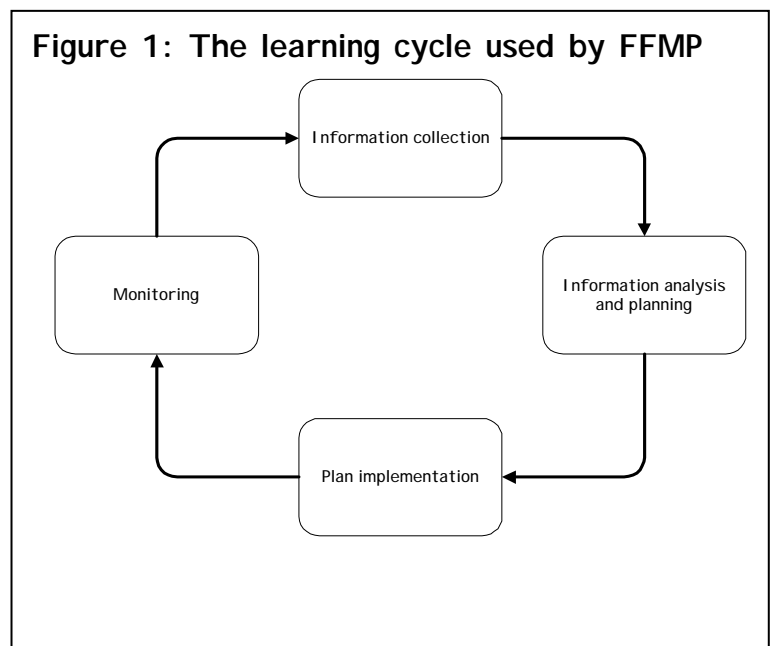 Figure 1: The learning cycle used by FFMP
Information collection
Information analysis
and planning
Plan implementation
Monitoring